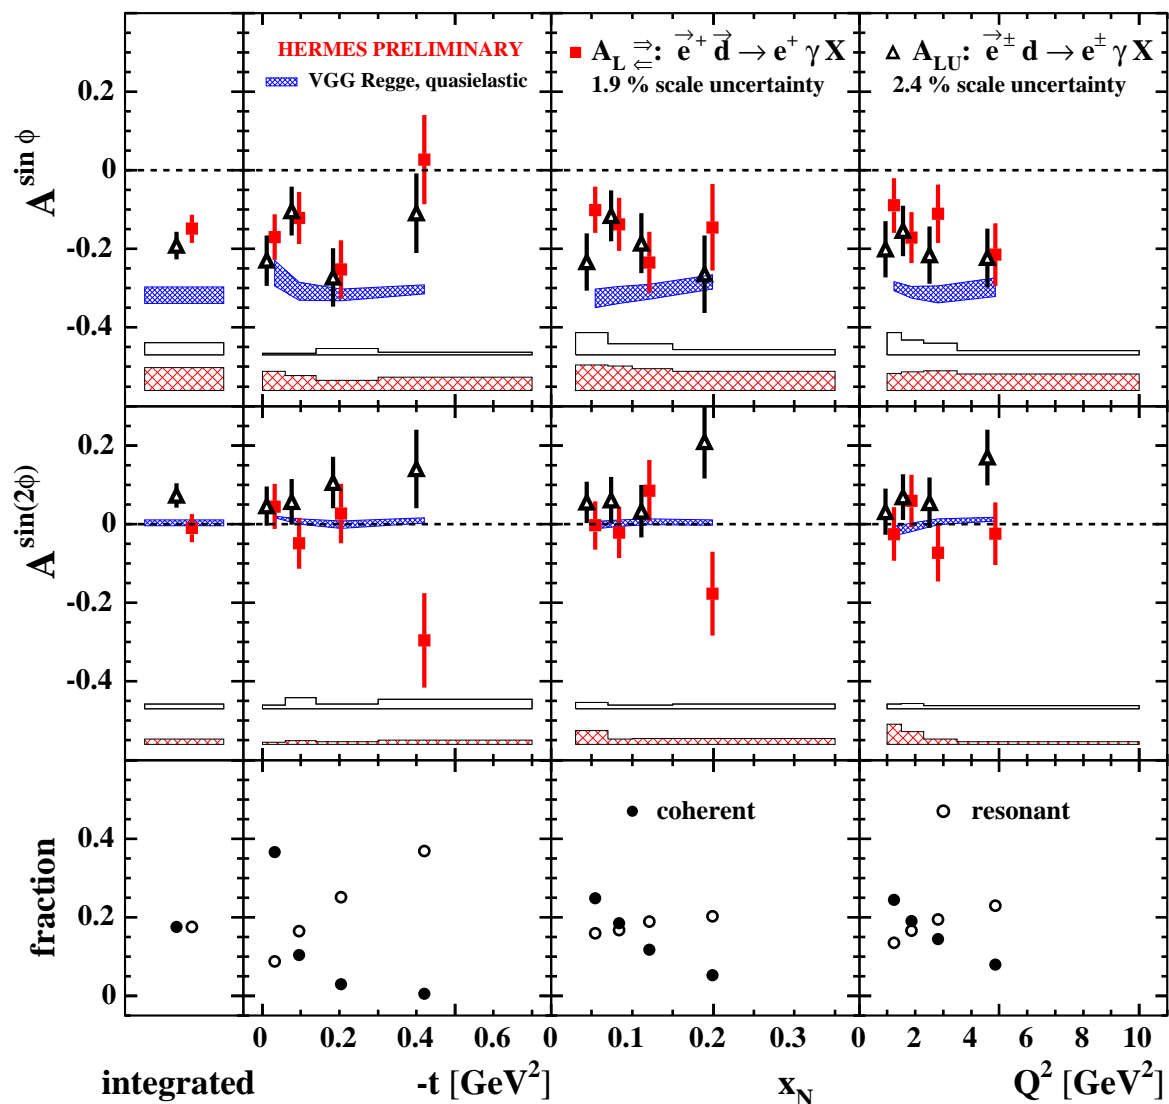 HERMES PRELIMINARY
VGG Regge, quasielastic
A_L ⇒⇐: e⃗⁺ d⃗ → e⁺ γ X
1.9 % scale uncertainty
A_LU: e⃗^± d → e^± γ X
2.4 % scale uncertainty
A^sin ϕ
0.2
0
-0.2
-0.4
A^sin(2ϕ)
0.2
0
-0.2
-0.4
coherent
resonant
fraction
0.4
0.2
0
0 0.2 0.4 0.6
0.1 0.2 0.3
2 4 6 8 10
integrated
-t [GeV²]
x_N
Q² [GeV²]